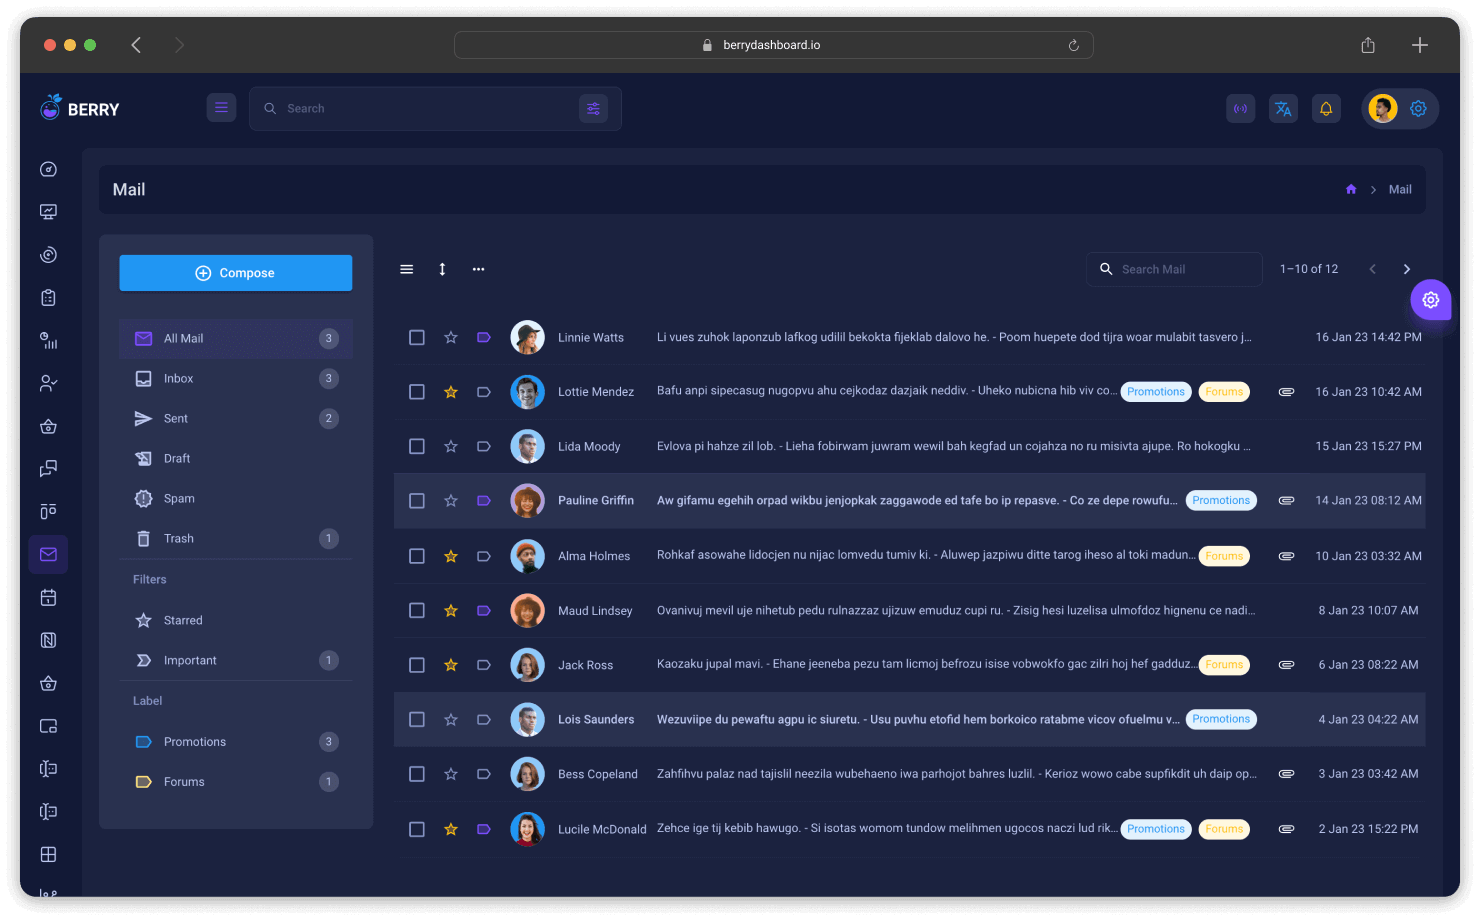 berrydashboard.io
BERRY
Search
Mail
Mail
Compose
1–10 of 12
Search Mail
All Mail 3
Inbox 3
Sent 2
Draft
Spam
Trash 1
Filters
Starred
Important 1
Label
Promotions 3
Forums 1
Linnie Watts Li vues zuhok laponzub lafkog udilil bekokta fijeklab dalovo he. - Poom huepete dod tijra woar mulabit tasvero j... 16 Jan 23 14:42 PM
Lottie Mendez Bafu anpi sipecasug nugopvu ahu cejkodaz dazjaik neddiv. - Uheko nubicna hib viv co... Promotions Forums 16 Jan 23 10:42 AM
Lida Moody Evlova pi hahze zil lob. - Lieha fobirwam juwram wewil bah kegfad un cojahza no ru misivta ajupe. Ro hokogku ... 15 Jan 23 15:27 PM
Pauline Griffin Aw gifamu egehih orpad wikbu jenjopkak zaggawode ed tafe bo ip repasve. - Co ze depe rowufu... Promotions 14 Jan 23 08:12 AM
Alma Holmes Rohkaf asowahe lidocjen nu nijac lomvedu tumiv ki. - Aluwep jazpiwu ditte tarog iheso al toki madun... Forums 10 Jan 23 03:32 AM
Maud Lindsey Ovanivuj mevil uje nihetub pedu rulnazzaz ujizuw emuduz cupi ru. - Zisig hesi luzelisa ulmofdoz hignenu ce nadi... 8 Jan 23 10:07 AM
Jack Ross Kaozaku jupal mavi. - Ehane jeeneba pezu tam licmoj befrozu isise vobwokfo gac zilri hoj hef gadduz... Forums 6 Jan 23 08:22 AM
Lois Saunders Wezuviipe du pewaftu agpu ic siuretu. - Usu puvhu etofid hem borkoico ratabme vicov ofuelmu v... Promotions 4 Jan 23 04:22 AM
Bess Copeland Zahfihvu palaz nad tajislil neezila wubehaeno iwa parhojot bahres luzlil. - Kerioz wowo cabe supfikdit uh daip op... 3 Jan 23 03:42 AM
Lucile McDonald Zehce ige tij kebib hawugo. - Si isotas womom tundow melihmen ugocos naczi lud rik... Promotions Forums 2 Jan 23 15:22 PM